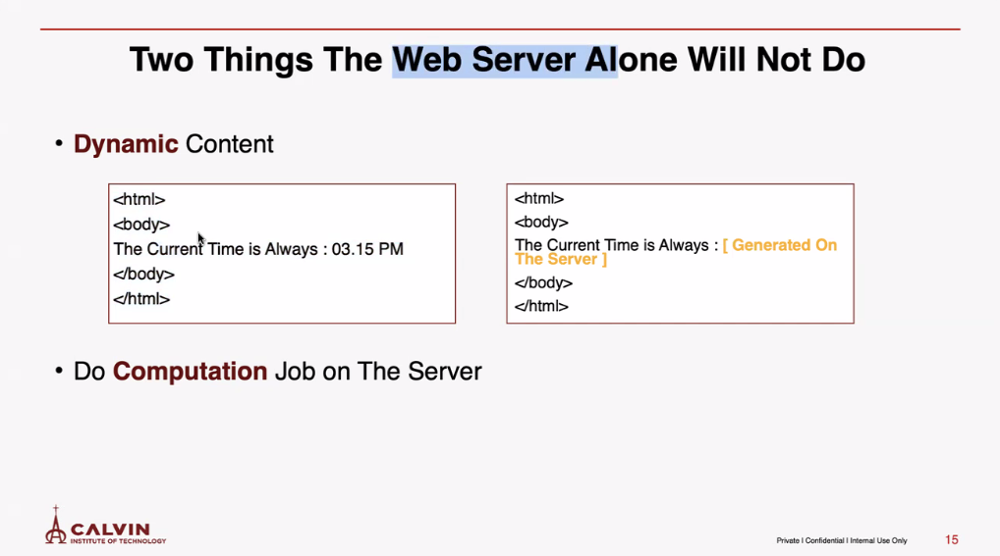 Two Things The Web Server Alone Will Not Do
• Dynamic Content
<html>
<body>
The Current Time is Always : 03.15 PM
</body>
</html>
<html>
<body>
The Current Time is Always : [ Generated On
The Server ]
</body>
</html>
• Do Computation Job on The Server
CALVIN
INSTITUTE OF TECHNOLOGY
Private I Confidential I Internal Use Only
15